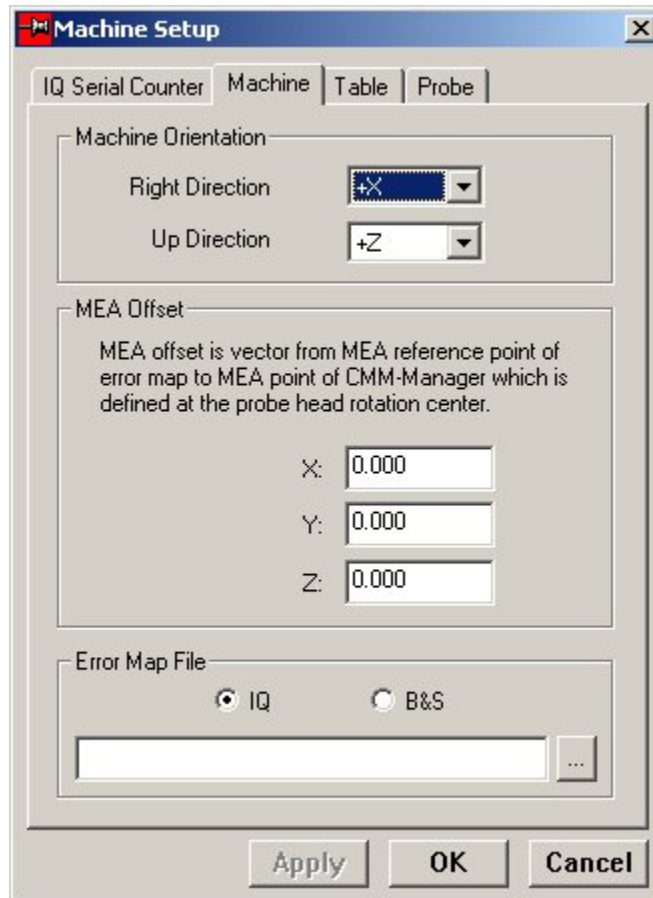 Machine Setup
IQ Serial Counter Machine Table Probe
Machine Orientation
Right Direction +X
Up Direction +Z
MEA Offset
MEA offset is vector from MEA reference point of
error map to MEA point of CMM-Manager which is
defined at the probe head rotation center.
X: 0.000
Y: 0.000
Z: 0.000
Error Map File
IQ B&S
...
Apply OK Cancel